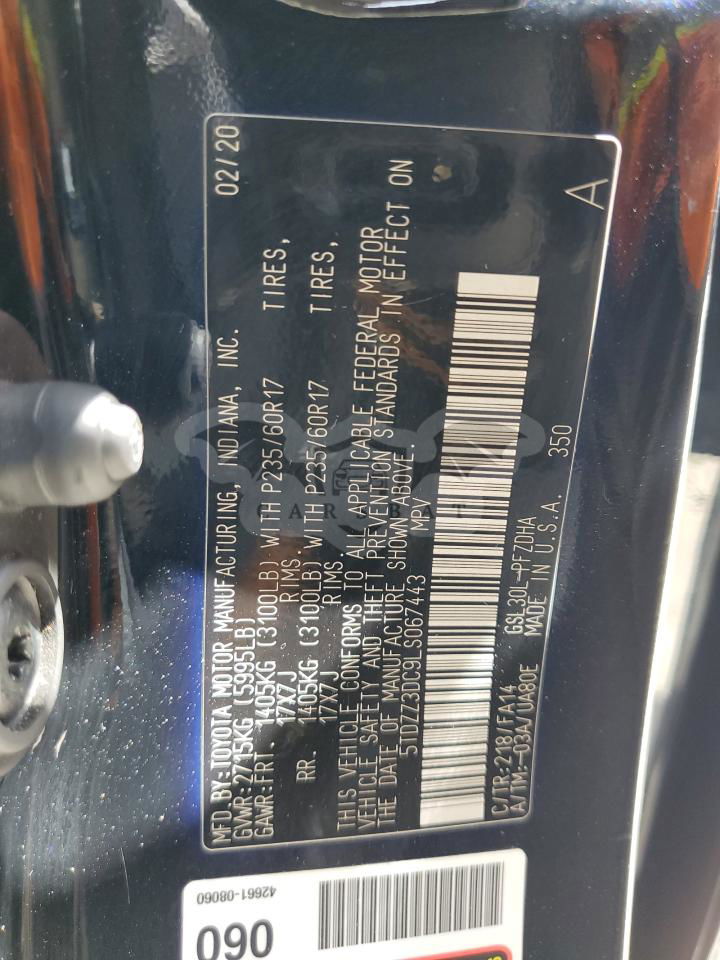 MFD.BY:TOYOTA MOTOR MANUFACTURING, INDIANA, INC. 02/20
GVWR:2715KG (5995LB)
GAWR:FRT. 1405KG (3100LB) WITH P235/60R17 TIRES,
17X7J RIMS.
RR. 1405KG (3100LB) WITH P235/60R17 TIRES,
17X7J RIMS.
THIS VEHICLE CONFORMS TO ALL APPLICABLE FEDERAL MOTOR
VEHICLE SAFETY AND THEFT PREVENTION STANDARDS IN EFFECT ON
THE DATE OF MANUFACTURE SHOWN ABOVE.
5TDZZ3DC9LS067443 MPV
C/TR:218/FA14 GSL30L-PFZDHA 350
A/TM:-03A/UA80E MADE IN U.S.A.
A
42661-08060
060
CARSBAT